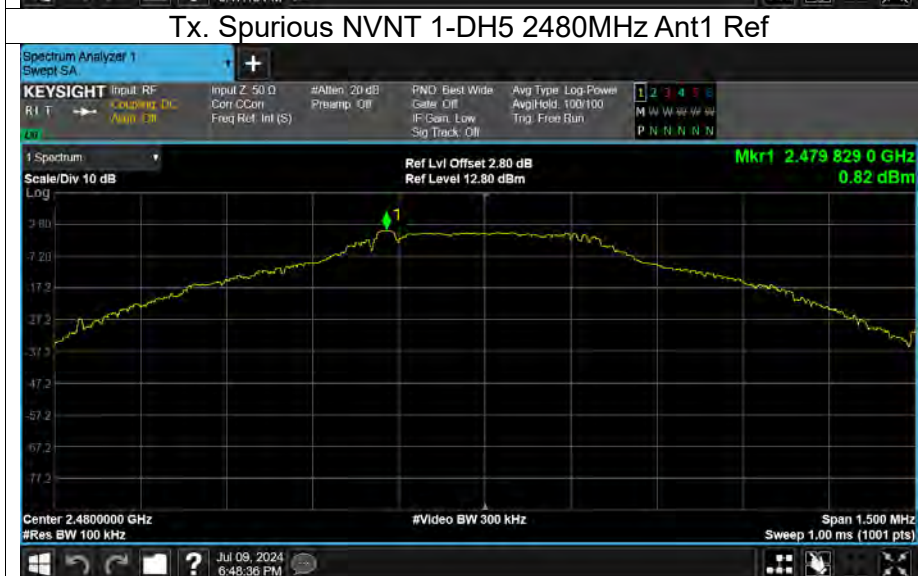 Tx. Spurious NVNT 1-DH5 2480MHz Ant1 Ref
Spectrum Analyzer 1
Swept SA
+
KEYSIGHT Input: RF Input Z: 50 Ω #Atten: 20 dB PNO: Best Wide Avg Type: Log-Power 1 2 3 4 5 6
R L T Coupling: DC Corr CCorr Preamp: Off Gate: Off Avg|Hold: 100/100 M W W W W W
Align: Off Freq Ref: Int (S) IF Gain: Low Trig: Free Run
Sig Track: Off P N N N N N
1 Spectrum
Scale/Div 10 dB
Ref Lvl Offset 2.80 dB
Ref Level 12.80 dBm
Mkr1 2.479 829 0 GHz
0.82 dBm
Log
1
2.80
-7.20
-17.2
-27.2
-37.2
-47.2
-57.2
-67.2
-77.2
Center 2.4800000 GHz
#Res BW 100 kHz
#Video BW 300 kHz
Span 1.500 MHz
Sweep 1.00 ms (1001 pts)
?
Jul 09, 2024
6:48:36 PM